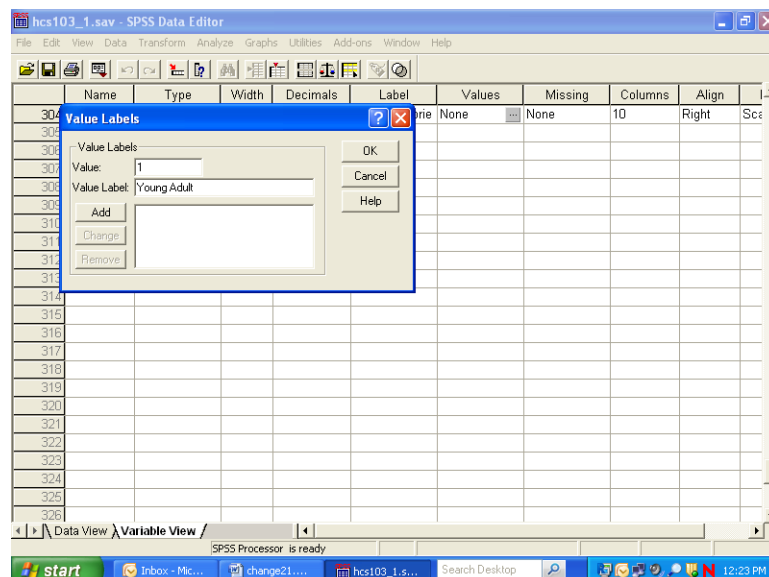 hcs103_1.sav - SPSS Data Editor
File Edit View Data Transform Analyze Graphs Utilities Add-ons Window Help
Name Type Width Decimals Label Values Missing Columns Align
304 None ... None 10 Right
Value Labels
Value Labels
Value: 1
Value Label: Young Adult
Add
Change
Remove
OK
Cancel
Help
314
315
316
317
318
319
320
321
322
323
324
325
326
Data View Variable View
SPSS Processor is ready
start Inbox - Mic... change21.... hcs103_1.s... Search Desktop 12:23 PM